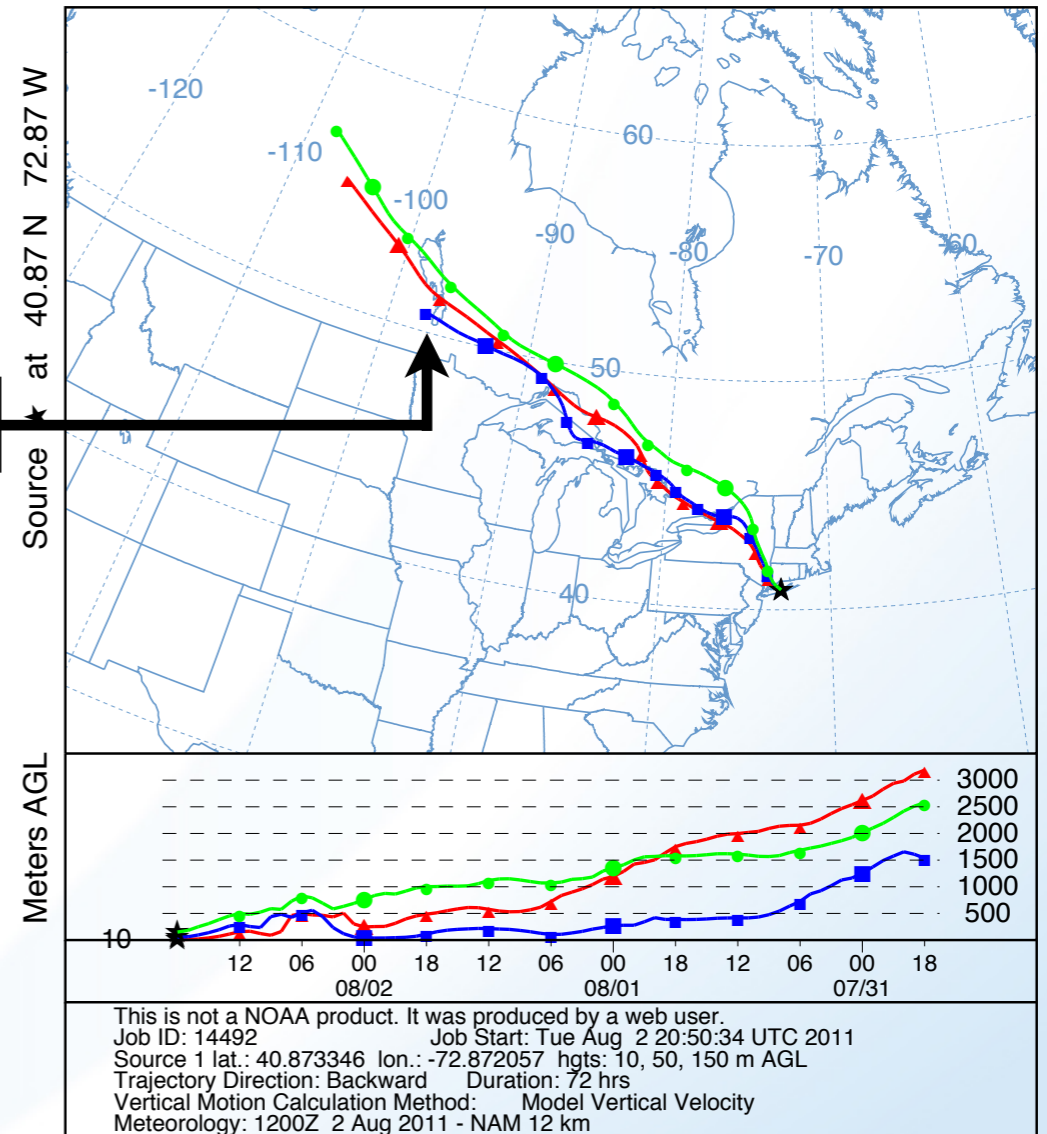 Source ★ at 40.87 N 72.87 W
-120
-110
-100
-90
-80
-70
-60
60
50
40
Meters AGL
3000
2500
2000
1500
1000
500
10
12 06 00 18 12 06 00 18 12 06 00 18
08/02 08/01 07/31
This is not a NOAA product. It was produced by a web user.
Job ID: 14492 Job Start: Tue Aug 2 20:50:34 UTC 2011
Source 1 lat.: 40.873346 lon.: -72.872057 hgts: 10, 50, 150 m AGL
Trajectory Direction: Backward Duration: 72 hrs
Vertical Motion Calculation Method: Model Vertical Velocity
Meteorology: 1200Z 2 Aug 2011 - NAM 12 km